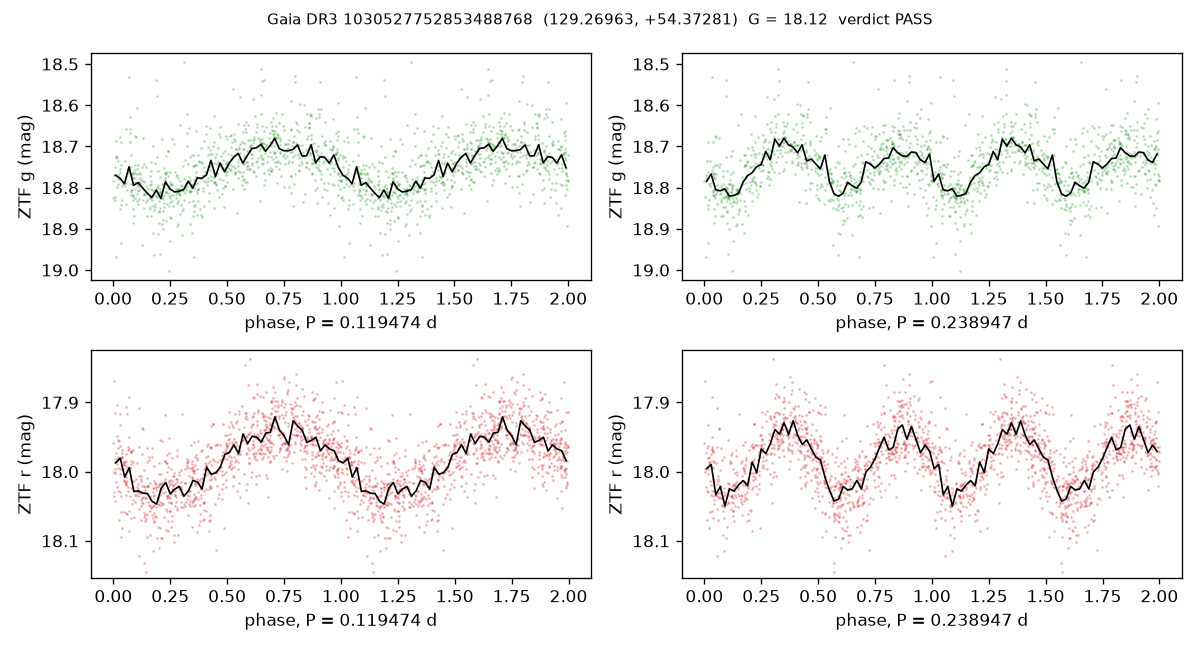 Gaia DR3 1030527752853488768 (129.26963, +54.37281) G = 18.12 verdict PASS
ZTF g (mag)
18.5
18.6
18.7
18.8
18.9
19.0
0.00 0.25 0.50 0.75 1.00 1.25 1.50 1.75 2.00
phase, P = 0.119474 d
ZTF g (mag)
18.5
18.6
18.7
18.8
18.9
19.0
0.00 0.25 0.50 0.75 1.00 1.25 1.50 1.75 2.00
phase, P = 0.238947 d
ZTF r (mag)
17.9
18.0
18.1
0.00 0.25 0.50 0.75 1.00 1.25 1.50 1.75 2.00
phase, P = 0.119474 d
ZTF r (mag)
17.9
18.0
18.1
0.00 0.25 0.50 0.75 1.00 1.25 1.50 1.75 2.00
phase, P = 0.238947 d